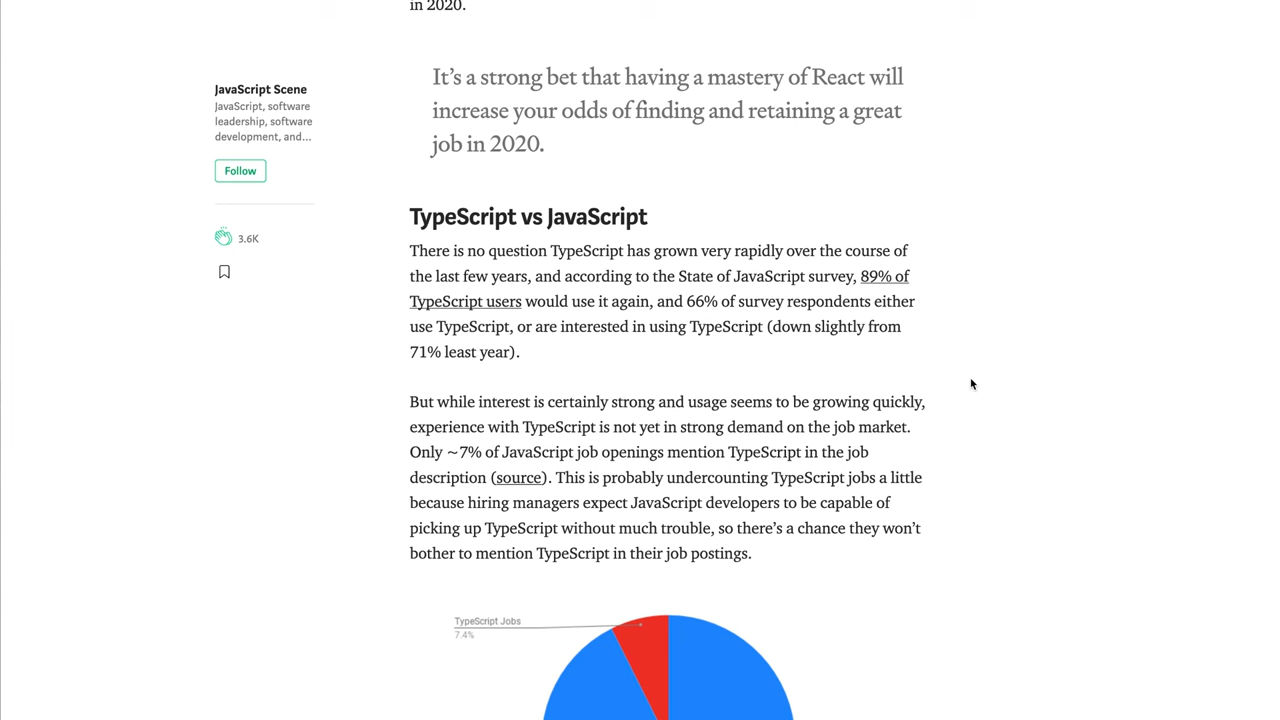 in 2020.
JavaScript Scene
JavaScript, software
leadership, software
development, and...
Follow
3.6K
It’s a strong bet that having a mastery of React will
increase your odds of finding and retaining a great
job in 2020.
TypeScript vs JavaScript
There is no question TypeScript has grown very rapidly over the course of
the last few years, and according to the State of JavaScript survey, 89% of
TypeScript users would use it again, and 66% of survey respondents either
use TypeScript, or are interested in using TypeScript (down slightly from
71% least year).
But while interest is certainly strong and usage seems to be growing quickly,
experience with TypeScript is not yet in strong demand on the job market.
Only ~7% of JavaScript job openings mention TypeScript in the job
description (source). This is probably undercounting TypeScript jobs a little
because hiring managers expect JavaScript developers to be capable of
picking up TypeScript without much trouble, so there’s a chance they won’t
bother to mention TypeScript in their job postings.
TypeScript Jobs
7.4%